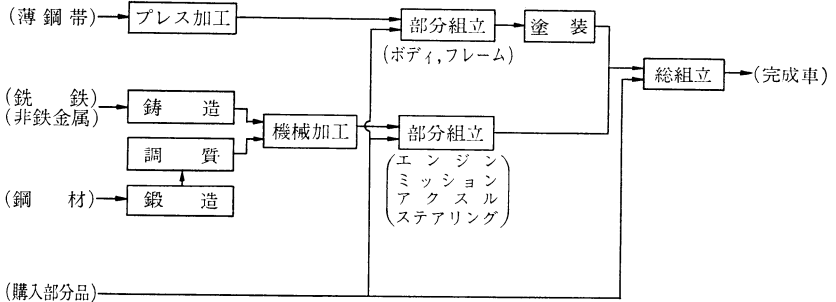 (薄鋼帯)
プレス加工
部分組立
塗装
(ボディ,フレーム)
総組立
(完成車)
(銑鉄)
(非鉄金属)
鋳造
機械加工
部分組立
調質
エンジン
ミッション
アクスル
ステアリング
(鋼材)
鍛造
(購入部分品)